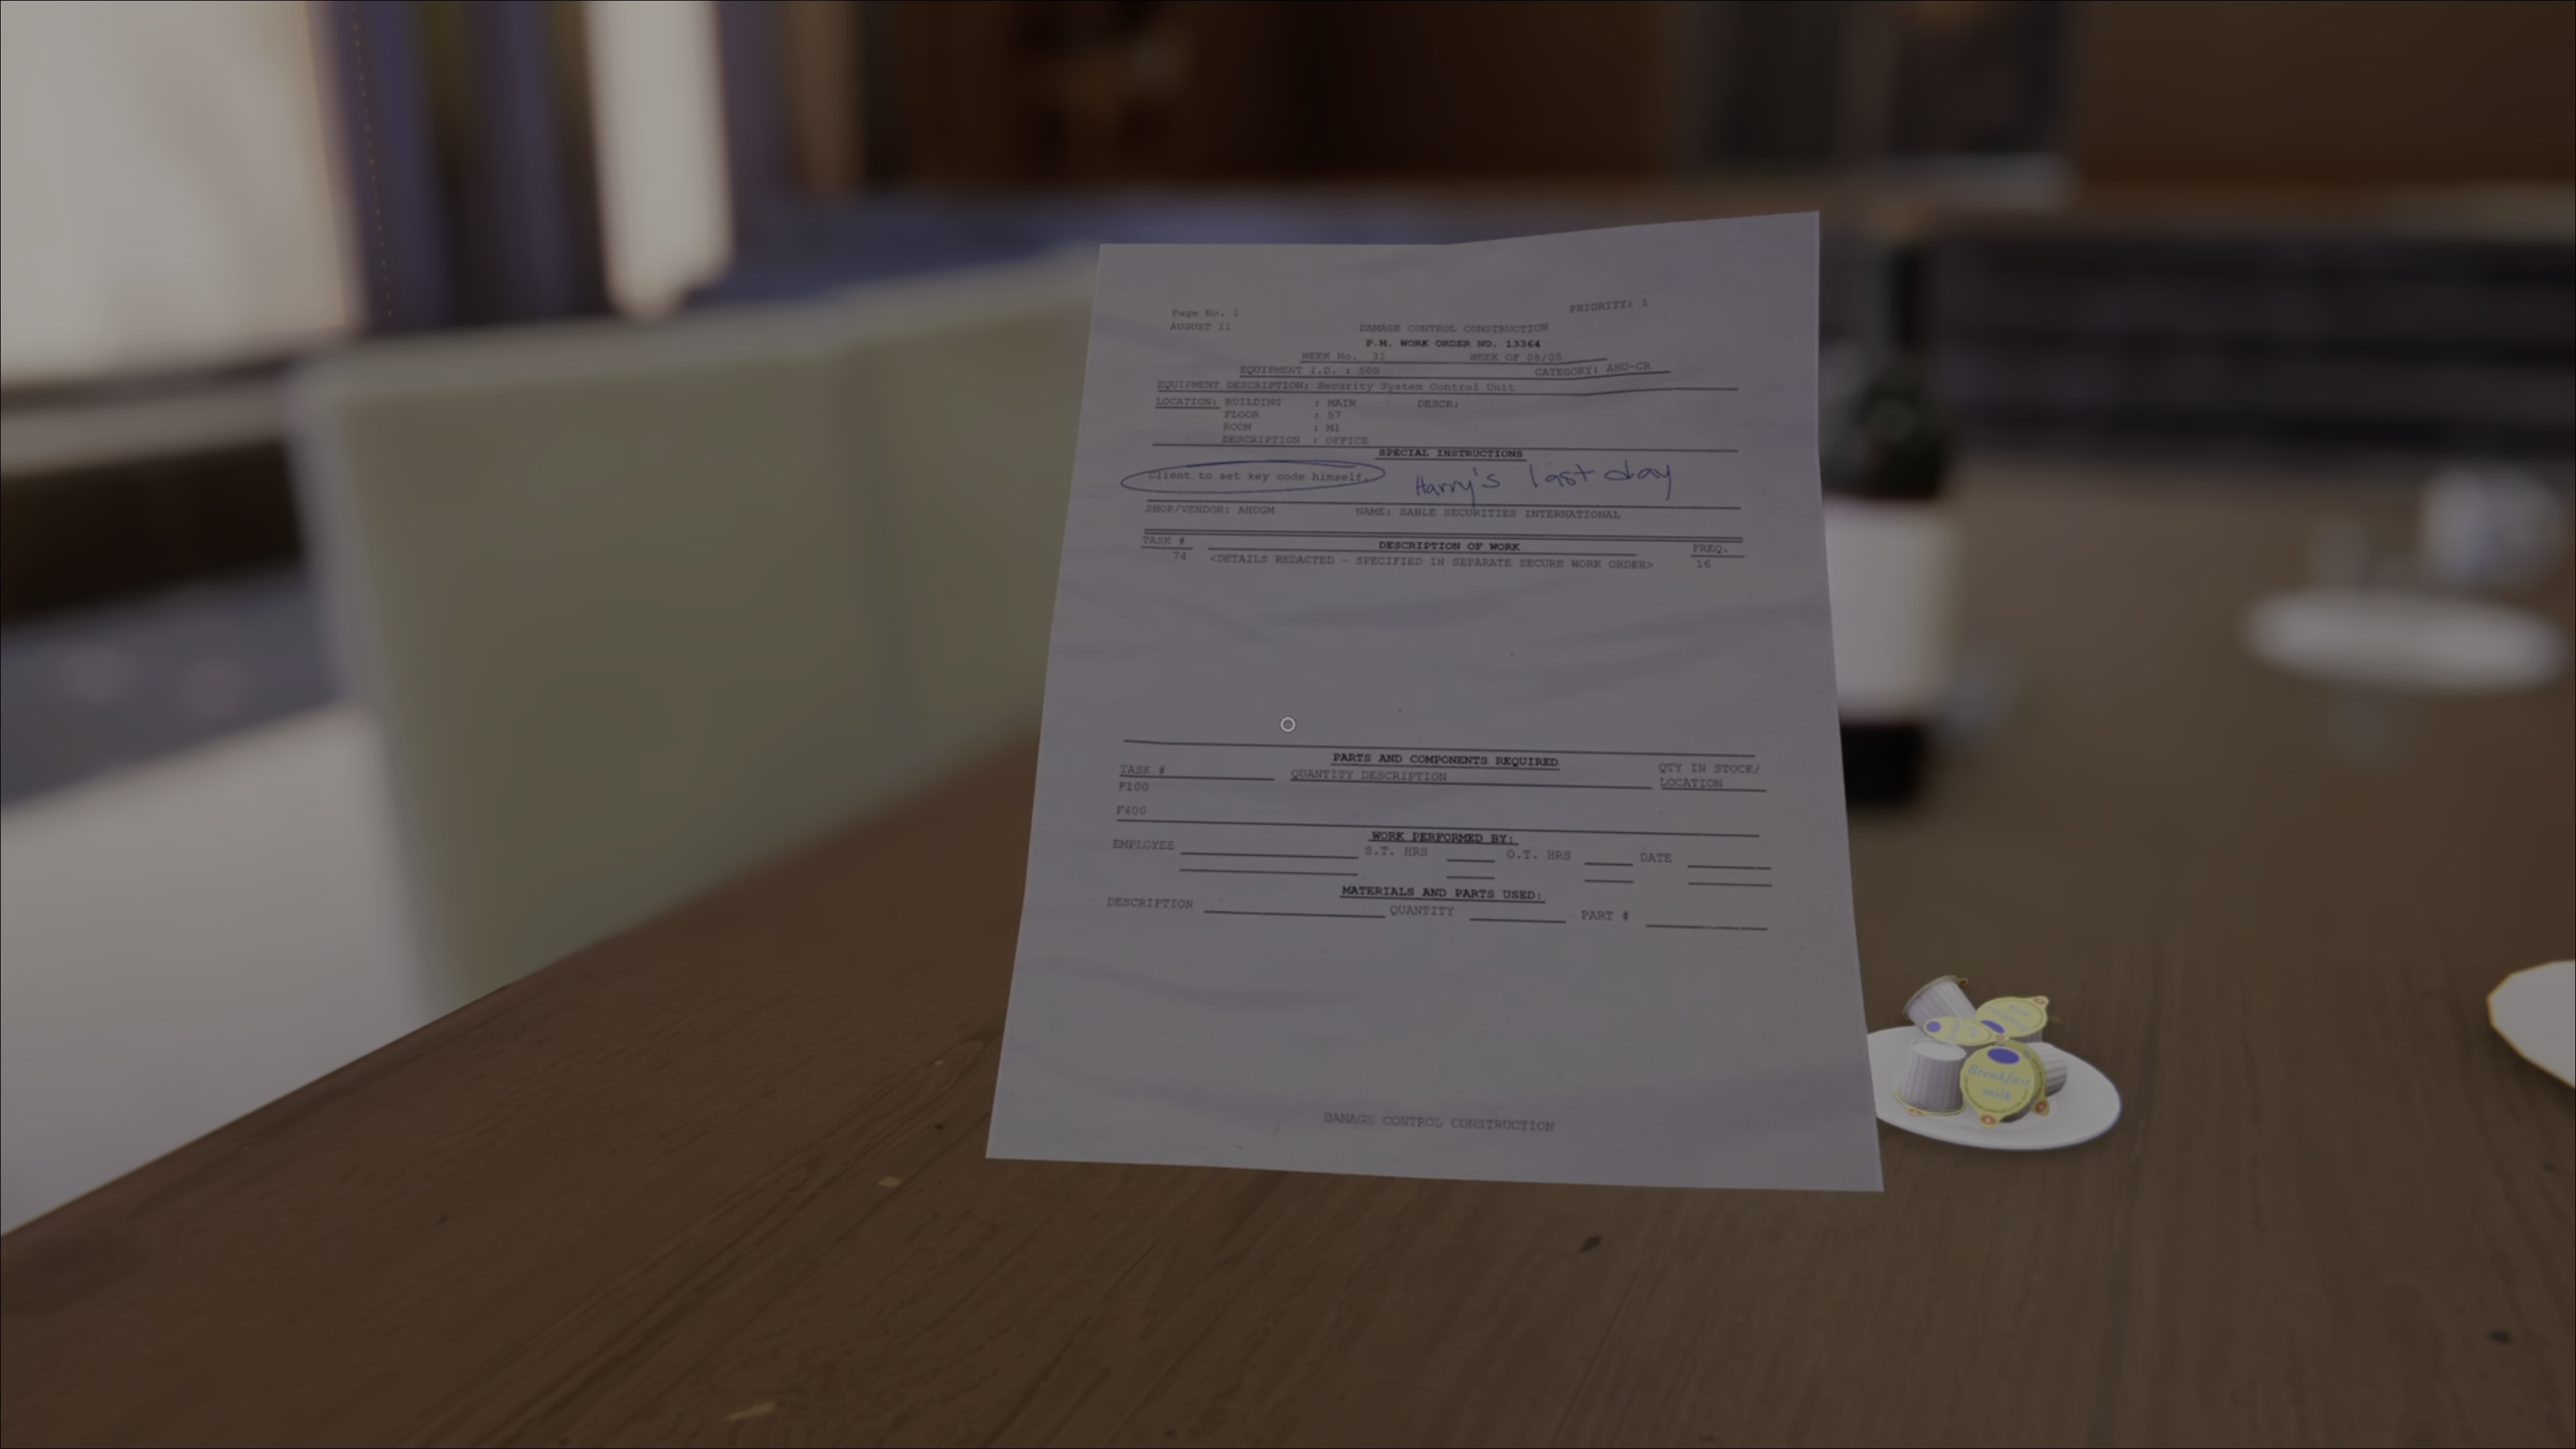 Page No. 1
PRIORITY: 1
AUGUST 11
DAMAGE CONTROL CONSTRUCTION
P.M. WORK ORDER NO. 13364
WEEK No. 31 WEEK OF 08/05
EQUIPMENT I.D. : 500 CATEGORY: AHU-CR
EQUIPMENT DESCRIPTION: Security System Control Unit
LOCATION: BUILDING : MAIN DESCR:
FLOOR : 57
ROOM : M1
DESCRIPTION : OFFICE
SPECIAL INSTRUCTIONS
Client to set key code himself. Harry's last day
SHOP/VENDOR: AHUGM NAME: SABLE SECURITIES INTERNATIONAL
TASK # DESCRIPTION OF WORK FREQ.
74 <DETAILS REDACTED - SPECIFIED IN SEPARATE SECURE WORK ORDER> 16
PARTS AND COMPONENTS REQUIRED
TASK # QUANTITY DESCRIPTION QTY IN STOCK/
LOCATION
F100
F400
WORK PERFORMED BY:
EMPLOYEE S.T. HRS O.T. HRS DATE
MATERIALS AND PARTS USED:
DESCRIPTION QUANTITY PART #
DAMAGE CONTROL CONSTRUCTION
Breakfast
milk